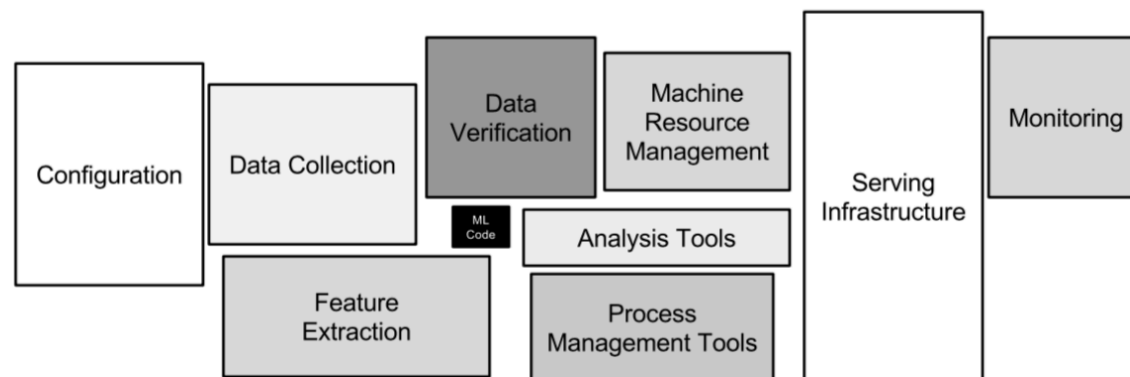 Configuration
Data Collection
Feature
Extraction
Data
Verification
ML
Code
Machine
Resource
Management
Analysis Tools
Process
Management Tools
Serving
Infrastructure
Monitoring